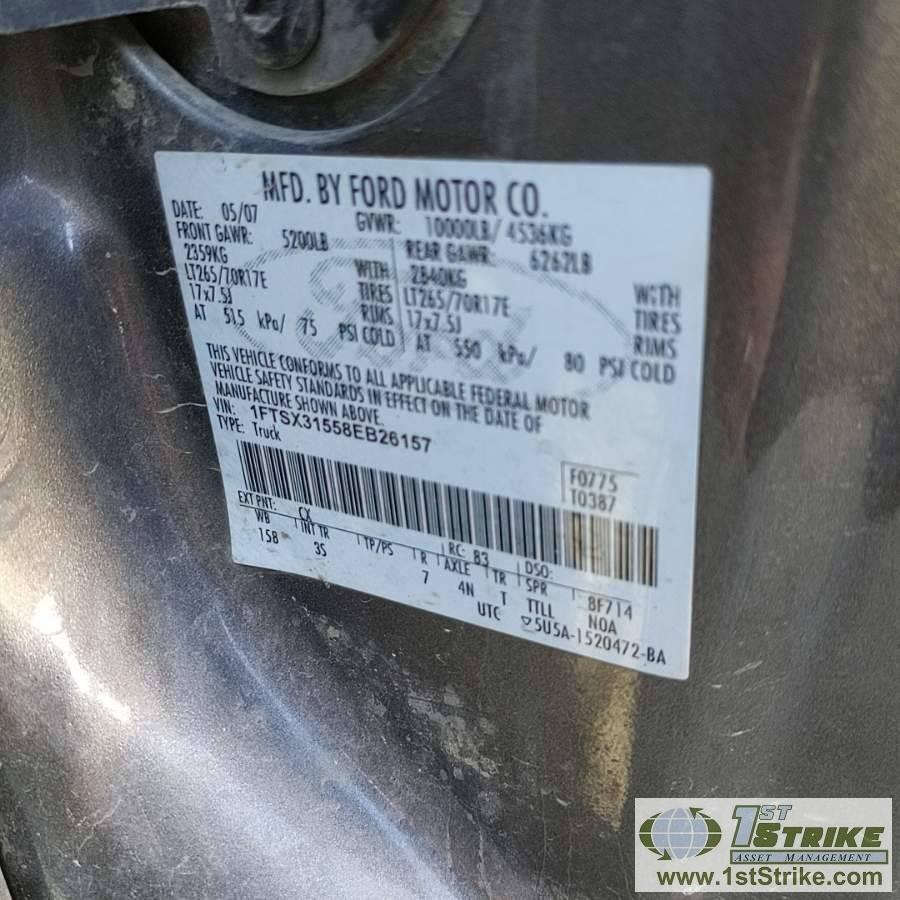 MFD. BY FORD MOTOR CO.
DATE: 05/07 GVWR: 10000LB/ 4536KG
FRONT GAWR: 5200LB REAR GAWR: 6262LB
2359KG WITH 2840KG WITH
LT265/70R17E TIRES LT265/70R17E TIRES
17x7.5J RIMS 17x7.5J RIMS
AT 515 kPa/ 75 PSI COLD AT 550 kPa/ 80 PSI COLD
THIS VEHICLE CONFORMS TO ALL APPLICABLE FEDERAL MOTOR
VEHICLE SAFETY STANDARDS IN EFFECT ON THE DATE OF
MANUFACTURE SHOWN ABOVE.
VIN: 1FTSX31558EB26157
TYPE: Truck
F0775
T0387
EXT PNT: CX RC: 83 DSO:
WB INT TR TP/PS R AXLE TR SPR 8F714
158 3S 7 4N T TTLL N0A
UTC 5U5A-1520472-BA
1ST STRIKE
ASSET MANAGEMENT
www.1stStrike.com